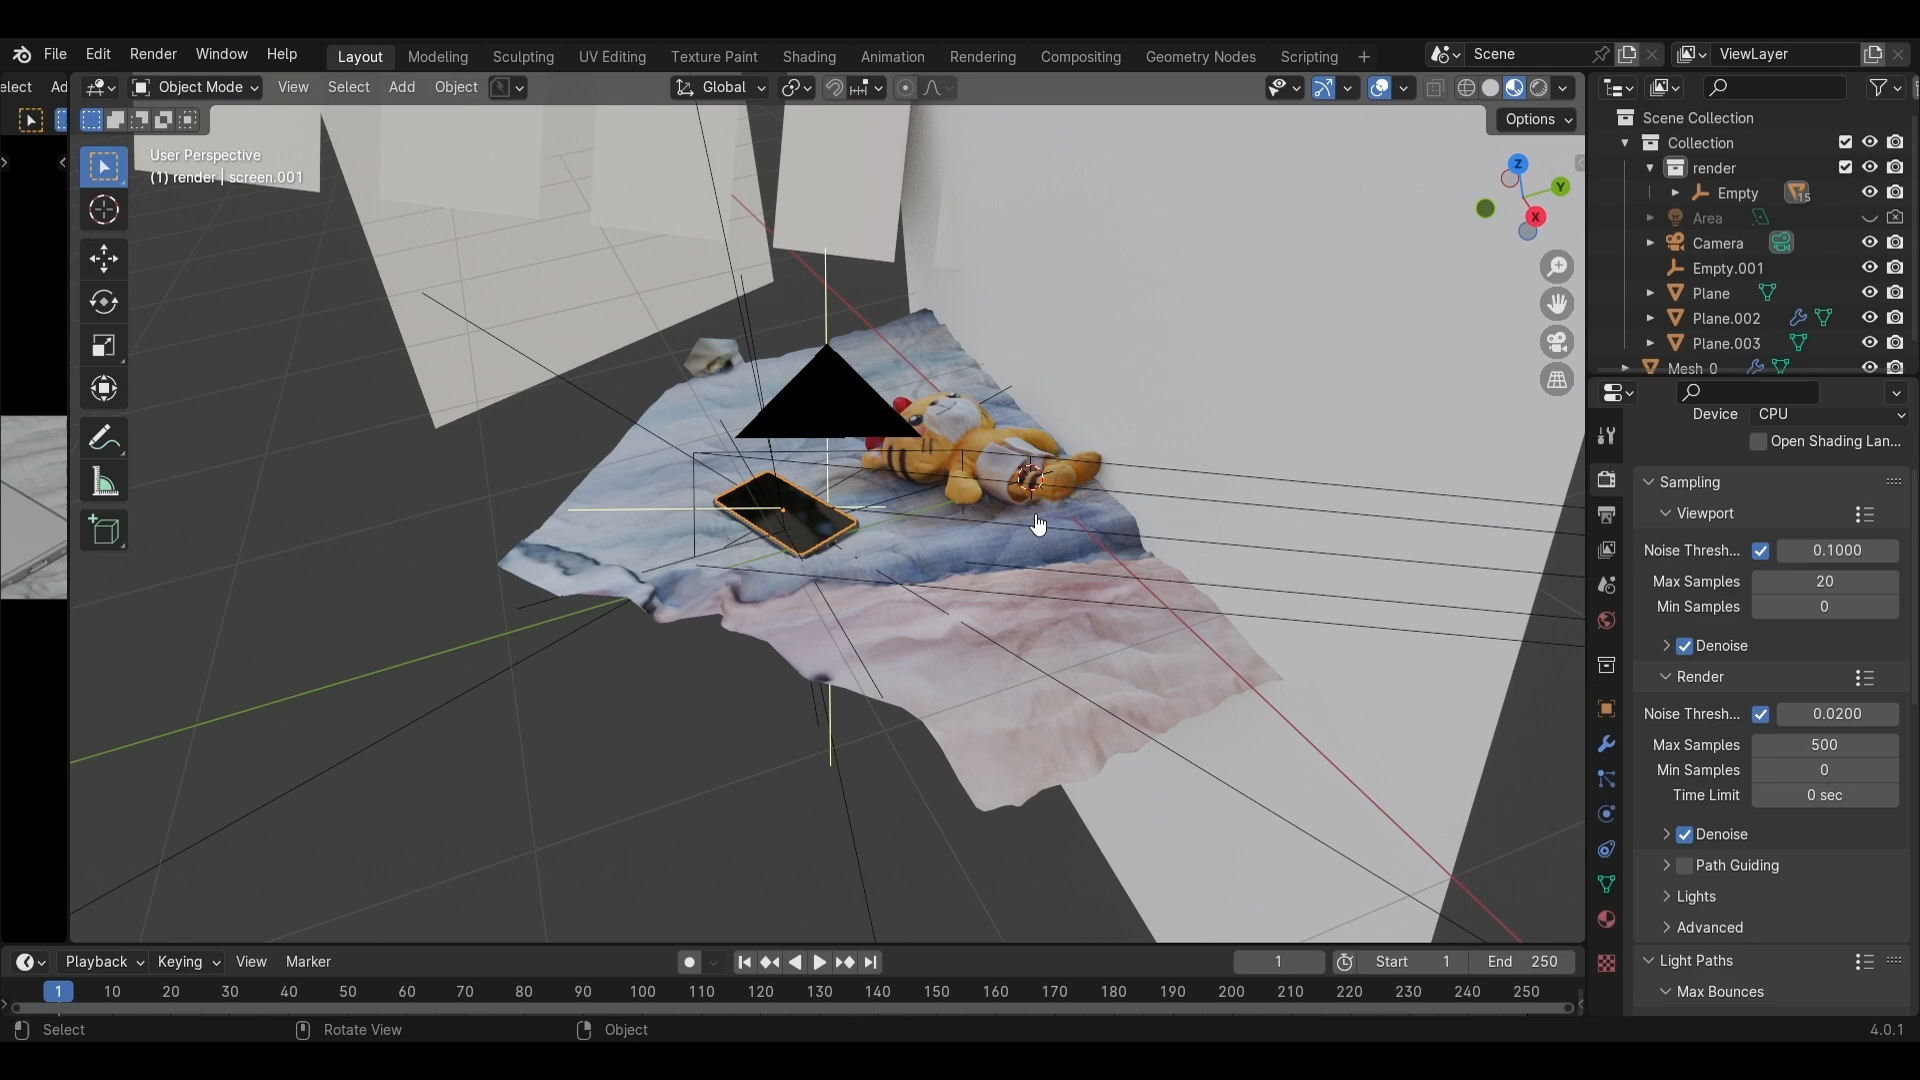 File Edit Render Window Help Layout Modeling Sculpting UV Editing Texture Paint Shading Animation Rendering Compositing Geometry Nodes Scripting + Scene ViewLayer
elect Ad Object Mode View Select Add Object Global
Options
User Perspective
(1) render | screen.001
Z
Y
X
Scene Collection
Collection
render
Empty 15
Area
Camera
Empty.001
Plane
Plane.002
Plane.003
Mesh 0
Device CPU
Open Shading Lan...
Sampling
Viewport
Noise Thresh... 0.1000
Max Samples 20
Min Samples 0
Denoise
Render
Noise Thresh... 0.0200
Max Samples 500
Min Samples 0
Time Limit 0 sec
Denoise
Path Guiding
Lights
Advanced
Light Paths
Max Bounces
Playback Keying View Marker 1 Start 1 End 250
1 10 20 30 40 50 60 70 80 90 100 110 120 130 140 150 160 170 180 190 200 210 220 230 240 250
Select Rotate View Object 4.0.1